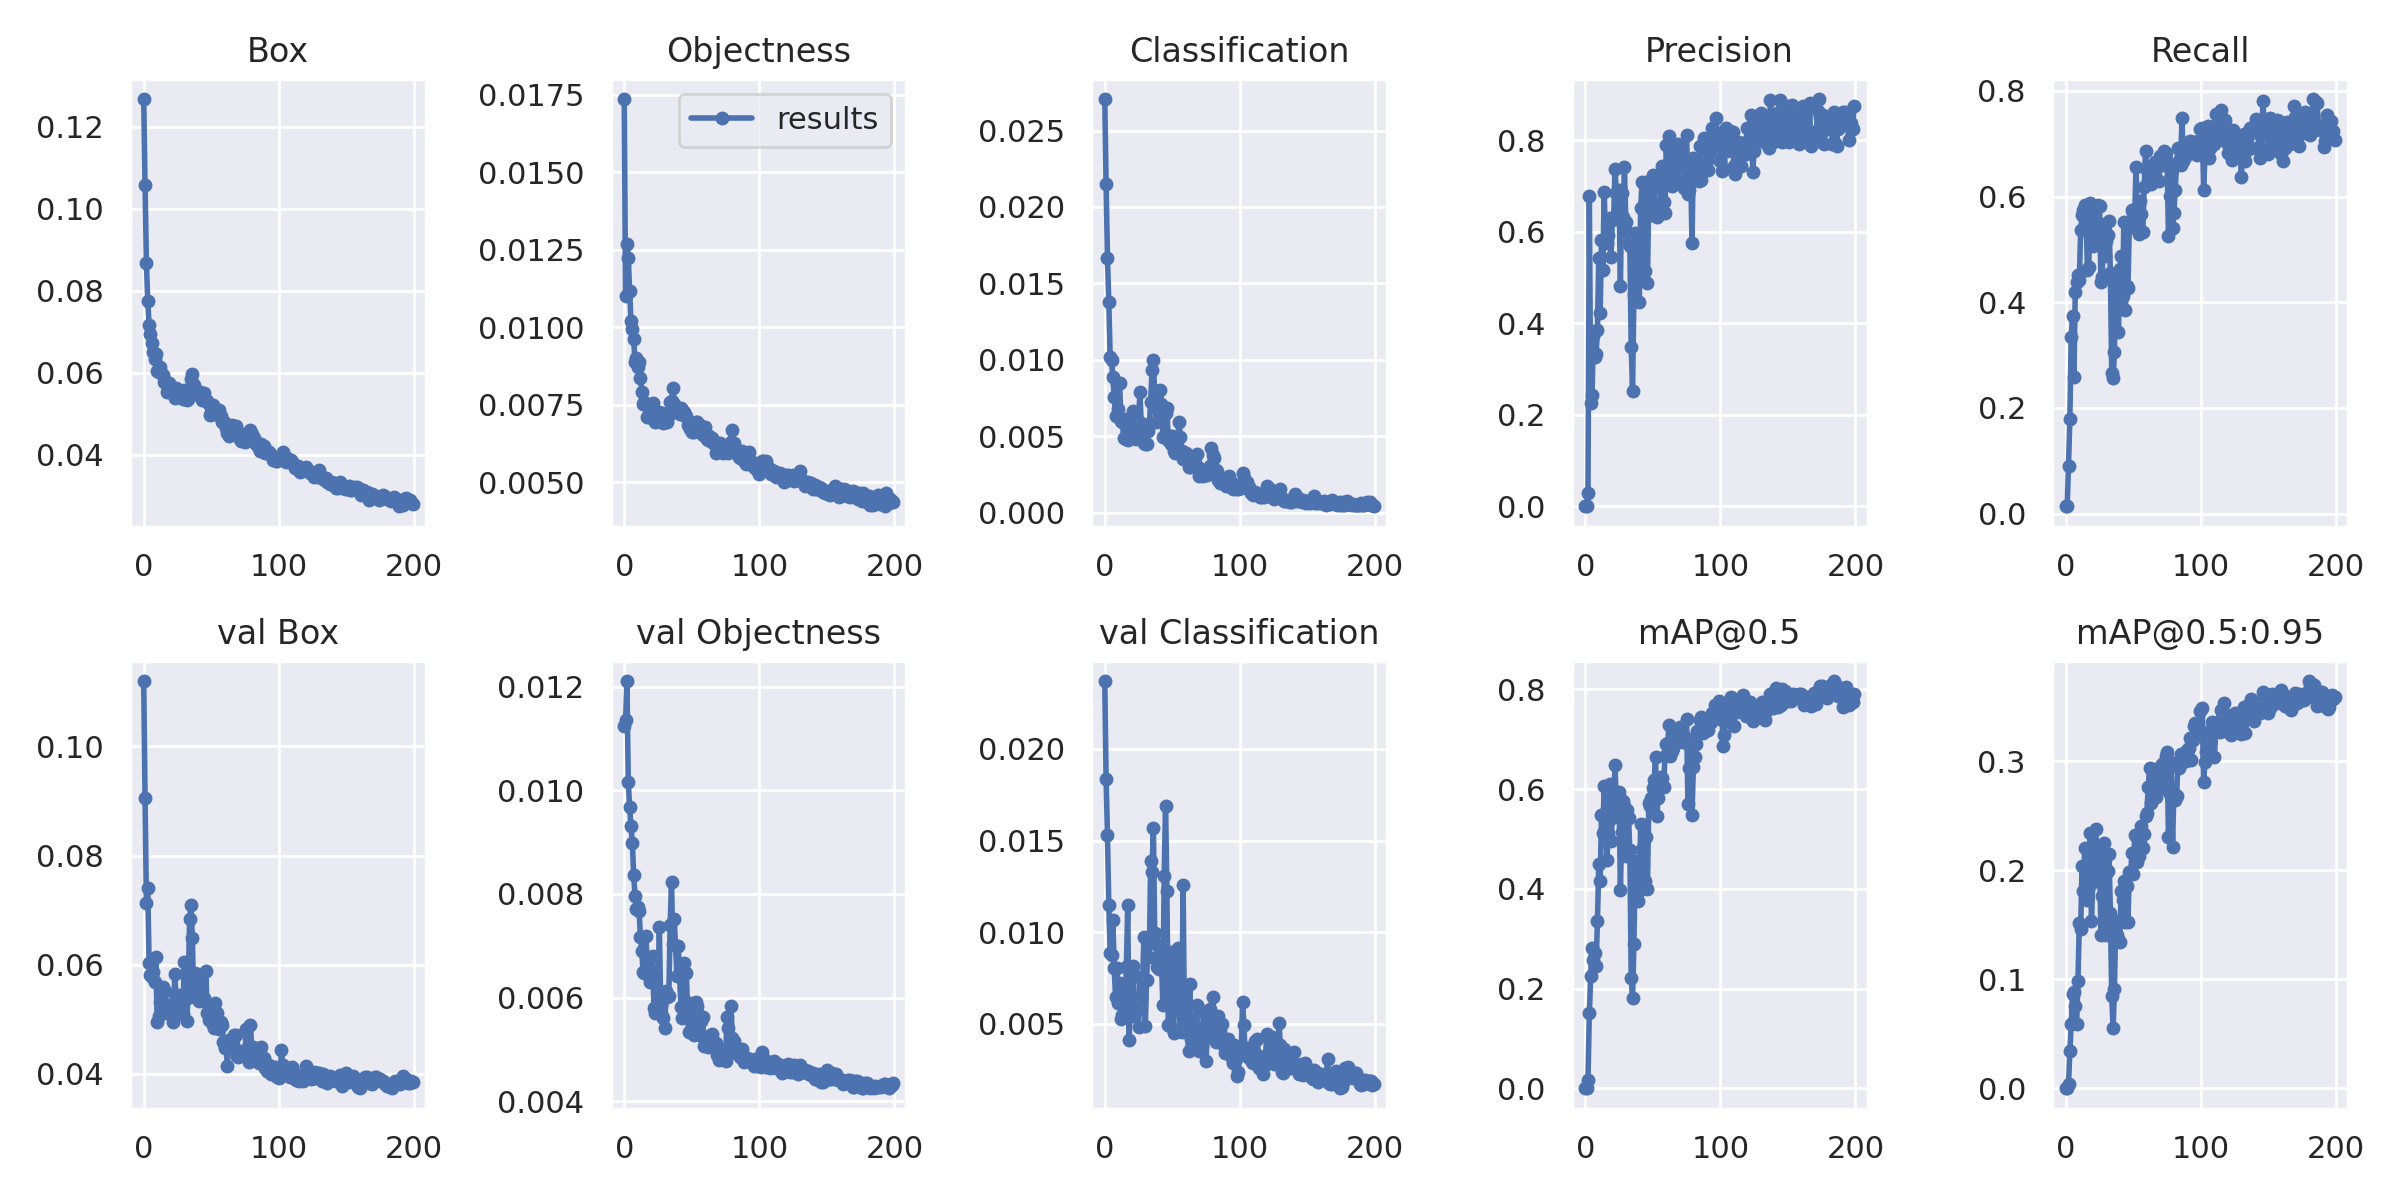 Box
0.12
0.10
0.08
0.06
0.04
0 100 200
Objectness
results
0.0175
0.0150
0.0125
0.0100
0.0075
0.0050
0 100 200
Classification
0.025
0.020
0.015
0.010
0.005
0.000
0 100 200
Precision
0.8
0.6
0.4
0.2
0.0
0 100 200
Recall
0.8
0.6
0.4
0.2
0.0
0 100 200
val Box
0.10
0.08
0.06
0.04
0 100 200
val Objectness
0.012
0.010
0.008
0.006
0.004
0 100 200
val Classification
0.020
0.015
0.010
0.005
0 100 200
mAP@0.5
0.8
0.6
0.4
0.2
0.0
0 100 200
mAP@0.5:0.95
0.3
0.2
0.1
0.0
0 100 200